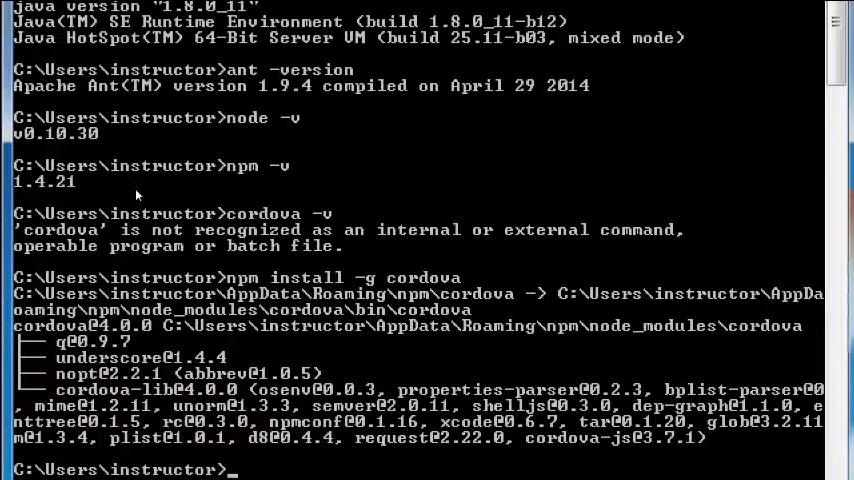 java version "1.8.0_11"
Java(TM) SE Runtime Environment (build 1.8.0_11-b12)
Java HotSpot(TM) 64-Bit Server VM (build 25.11-b03, mixed mode)
C:\Users\instructor>ant -version
Apache Ant(TM) version 1.9.4 compiled on April 29 2014
C:\Users\instructor>node -v
v0.10.30
C:\Users\instructor>npm -v
1.4.21
C:\Users\instructor>cordova -v
'cordova' is not recognized as an internal or external command,
operable program or batch file.
C:\Users\instructor>npm install -g cordova
C:\Users\instructor\AppData\Roaming\npm\cordova -> C:\Users\instructor\AppDa
oaming\npm\node_modules\cordova\bin\cordova
cordova@4.0.0 C:\Users\instructor\AppData\Roaming\npm\node_modules\cordova
├── q@0.9.7
├── underscore@1.4.4
├── nopt@2.2.1 (abbrev@1.0.5)
└── cordova-lib@4.0.0 (osenv@0.0.3, properties-parser@0.2.3, bplist-parser@0
, mime@1.2.11, unorm@1.3.3, semver@2.0.11, shelljs@0.3.0, dep-graph@1.1.0, e
nttree@0.1.5, rc@0.3.0, npmconf@0.1.16, xcode@0.6.7, tar@0.1.20, glob@3.2.11
m@1.3.4, plist@1.0.1, d8@0.4.4, request@2.22.0, cordova-js@3.7.1)
C:\Users\instructor>_